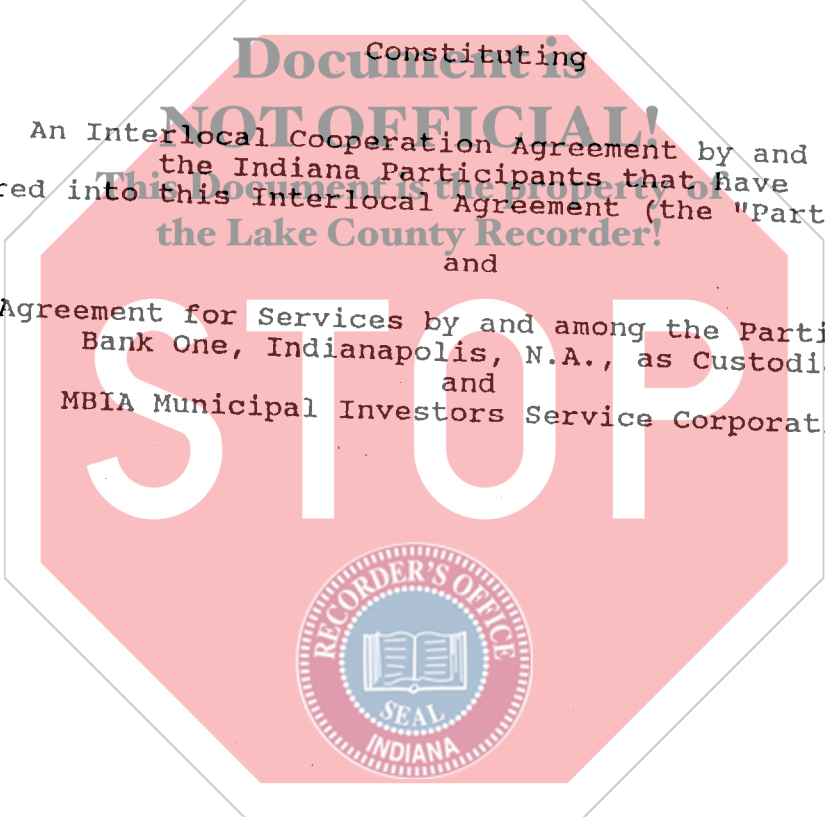 Constituting
Document is
NOT OFFICIAL!
An Interlocal Cooperation Agreement by and
the Indiana Participants that have
This Document is the property of
red into this Interlocal Agreement (the "Part
the Lake County Recorder!
and
Agreement for Services by and among the Parti
Bank One, Indianapolis, N.A., as Custodi
and
MBIA Municipal Investors Service Corporat
STOP
RECORDER'S OFFICE
SEAL
INDIANA